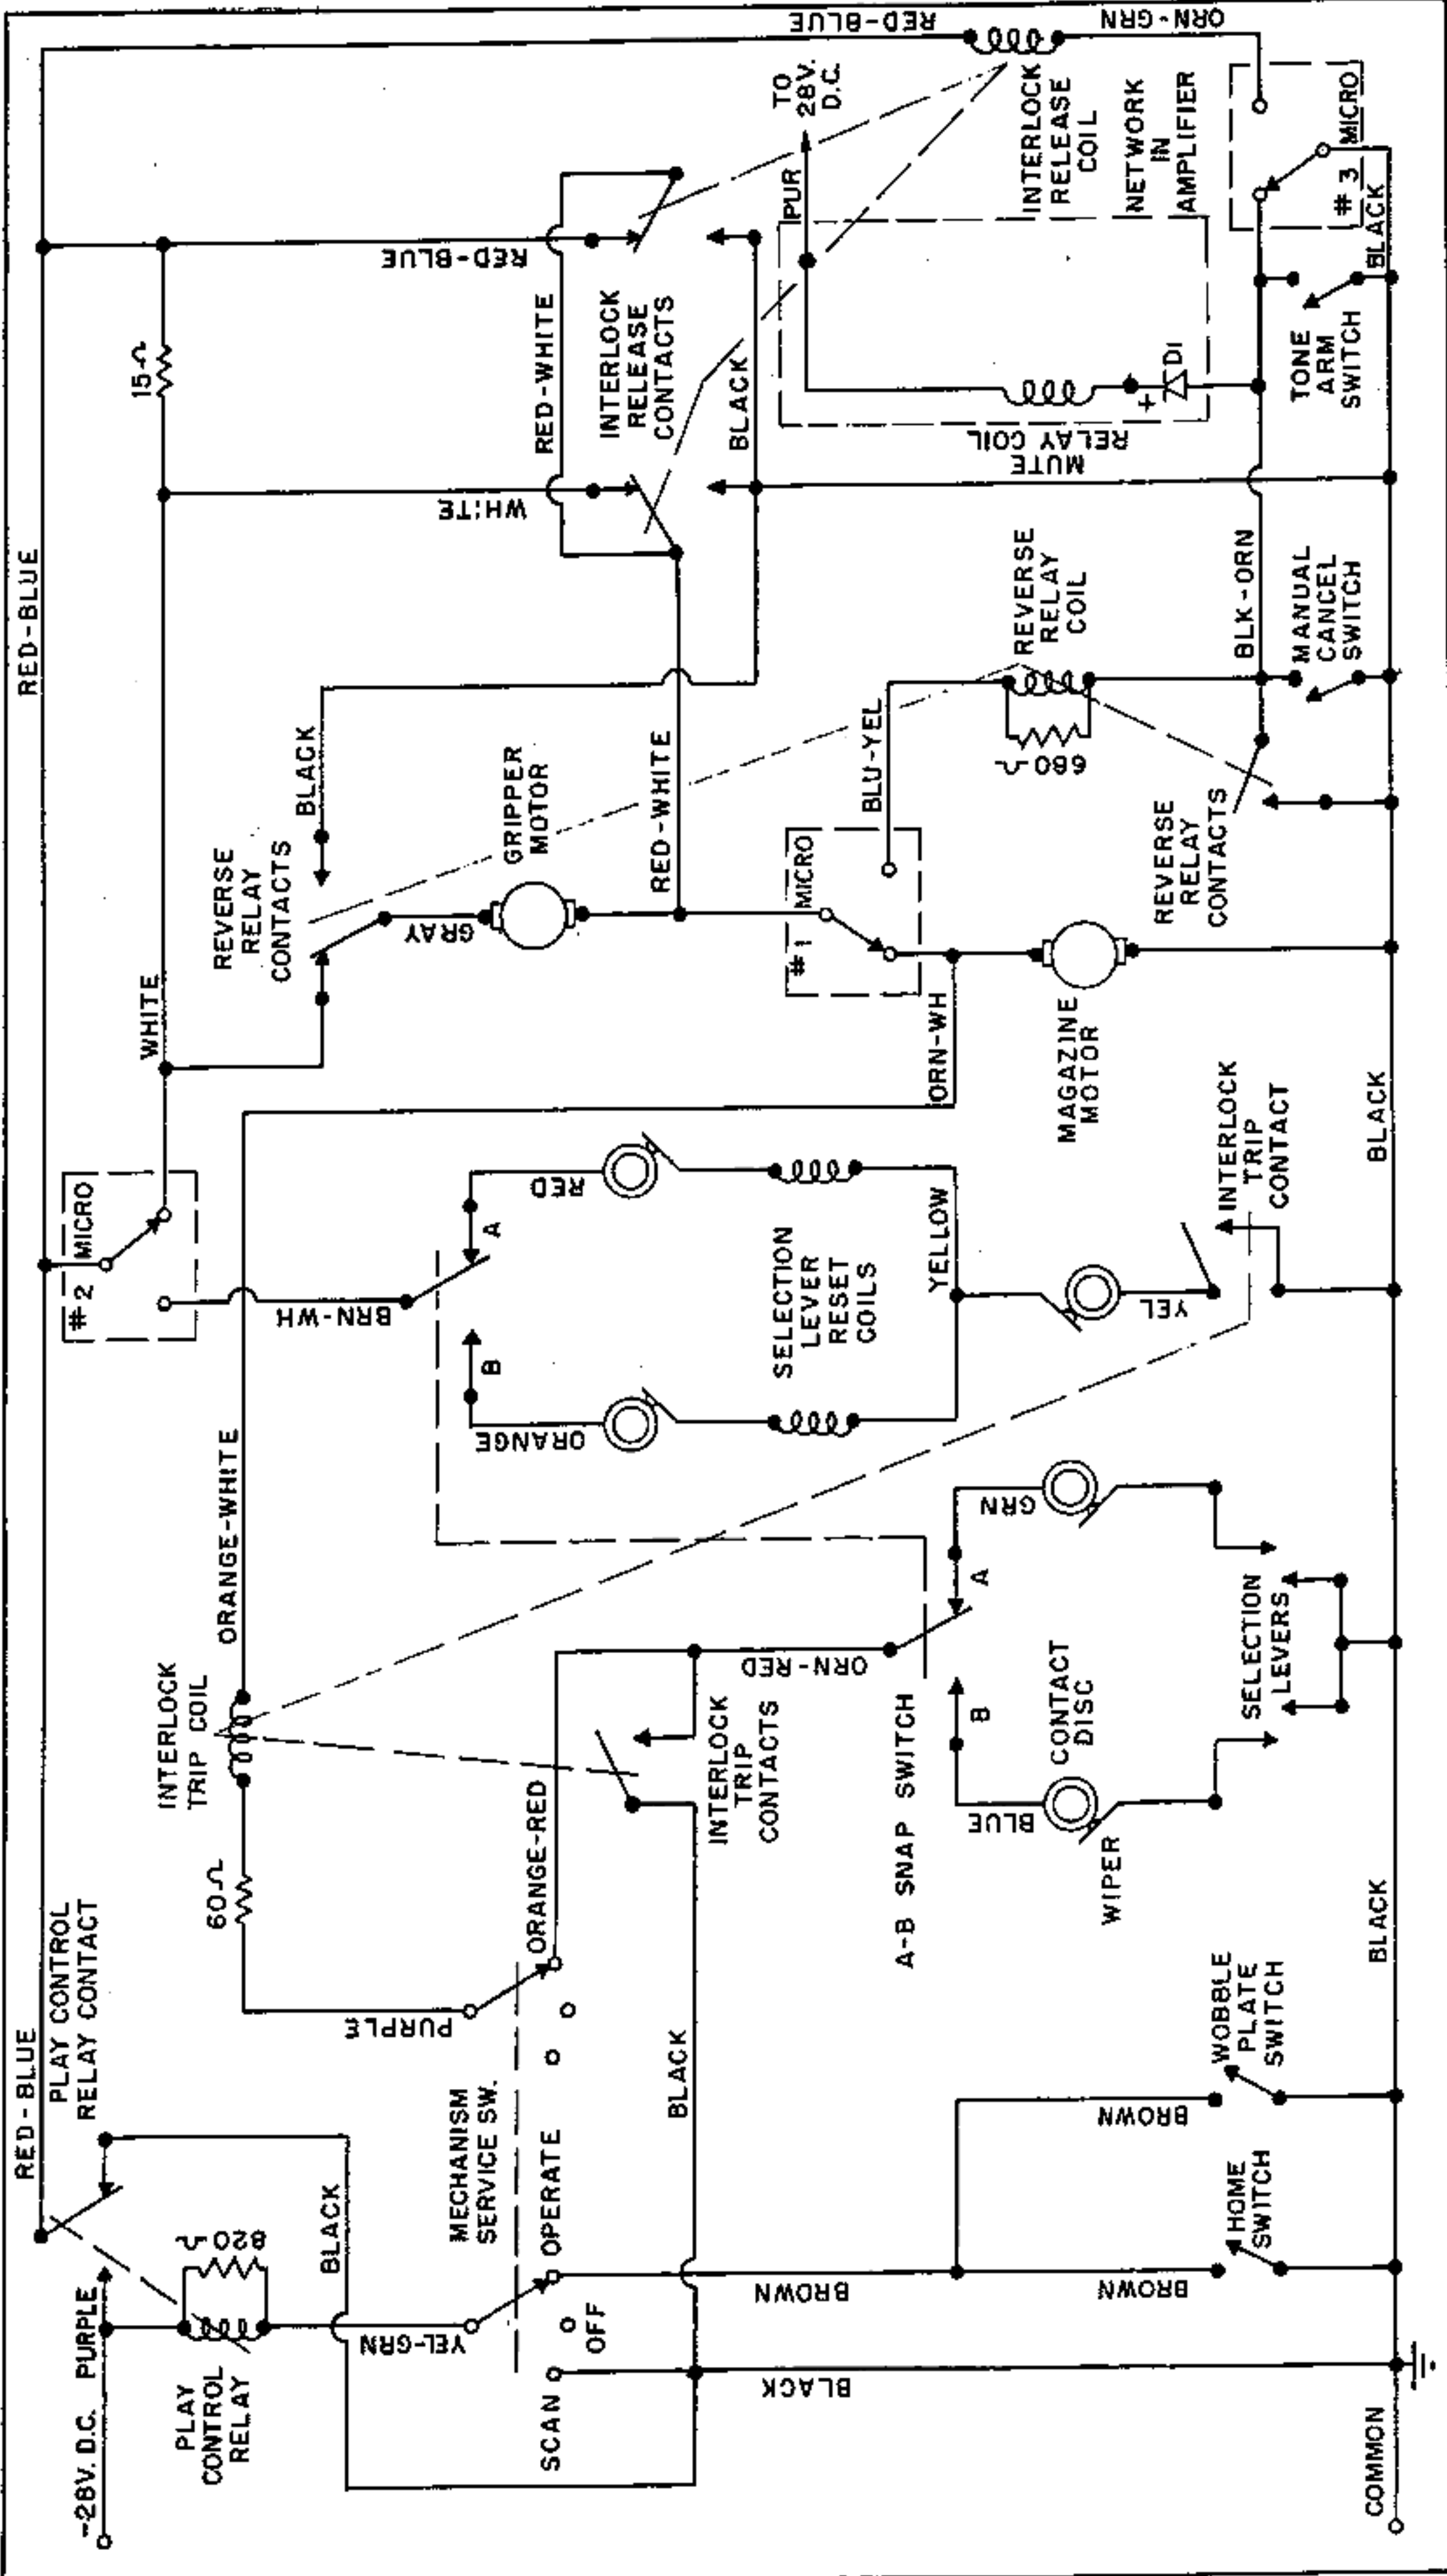 -28V. D.C.
PURPLE
RED-BLUE
PLAY CONTROL
RELAY CONTACT
820 Ω
PLAY
CONTROL
RELAY
BLACK
YEL-GRN
MECHANISM
SERVICE SW.
SCAN
OFF
OPERATE
BLACK
BROWN
BROWN
BROWN
HOME
SWITCH
WOBBLE
PLATE
SWITCH
COMMON
BLACK
PURPLE
60Ω
INTERLOCK
TRIP COIL
ORANGE-WHITE
ORANGE-RED
BLACK
INTERLOCK
TRIP
CONTACTS
ORN-RED
A-B SNAP SWITCH
B
A
BLUE
GRN
CONTACT
DISC
WIPER
SELECTION
LEVERS
#2
MICRO
BRN-WH
B
A
ORANGE
RED
SELECTION
LEVER
RESET
COILS
YELLOW
YEL
INTERLOCK
TRIP
CONTACT
BLACK
WHITE
RED-BLUE
REVERSE
RELAY
CONTACTS
BLACK
GRAY
GRIPPER
MOTOR
RED-WHITE
#1
MICRO
BLU-YEL
ORN-WH
MAGAZINE
MOTOR
REVERSE
RELAY
CONTACTS
680 Ω
REVERSE
RELAY
COIL
BLK-ORN
MANUAL
CANCEL
SWITCH
15Ω
WHITE
RED-BLUE
RED-WHITE
INTERLOCK
RELEASE
CONTACTS
BLACK
MUTE
RELAY COIL
D1
+
PUR
TO
28V.
D.C.
INTERLOCK
RELEASE
COIL
NETWORK
IN
AMPLIFIER
RED-BLUE
ORN-GRN
#3
MICRO
BLACK
TONE
ARM
SWITCH